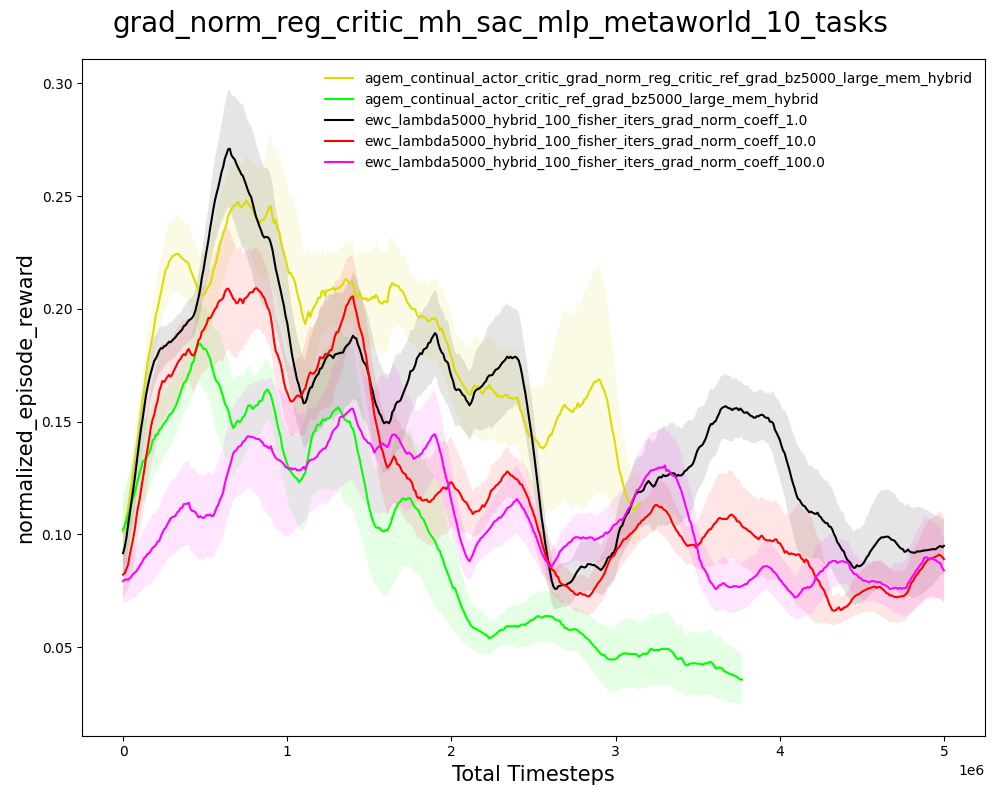 grad_norm_reg_critic_mh_sac_mlp_metaworld_10_tasks
agem_continual_actor_critic_grad_norm_reg_critic_ref_grad_bz5000_large_mem_hybrid
agem_continual_actor_critic_ref_grad_bz5000_large_mem_hybrid
ewc_lambda5000_hybrid_100_fisher_iters_grad_norm_coeff_1.0
ewc_lambda5000_hybrid_100_fisher_iters_grad_norm_coeff_10.0
ewc_lambda5000_hybrid_100_fisher_iters_grad_norm_coeff_100.0
normalized_episode_reward
0.30
0.25
0.20
0.15
0.10
0.05
0 1 2 3 4 5
1e6
Total Timesteps